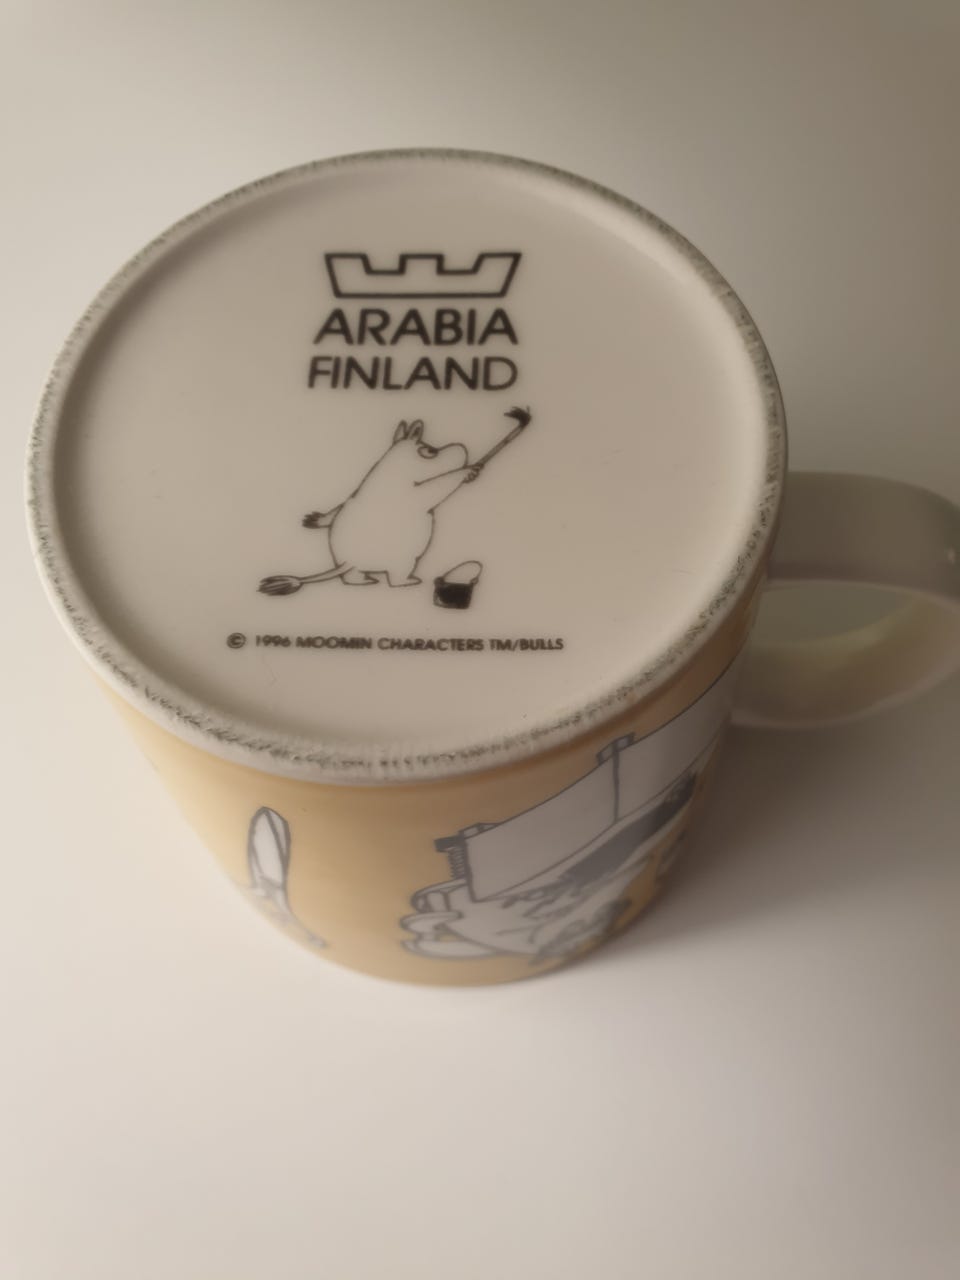 ARABIA
FINLAND
© 1996 MOOMIN CHARACTERS TM/BULLS